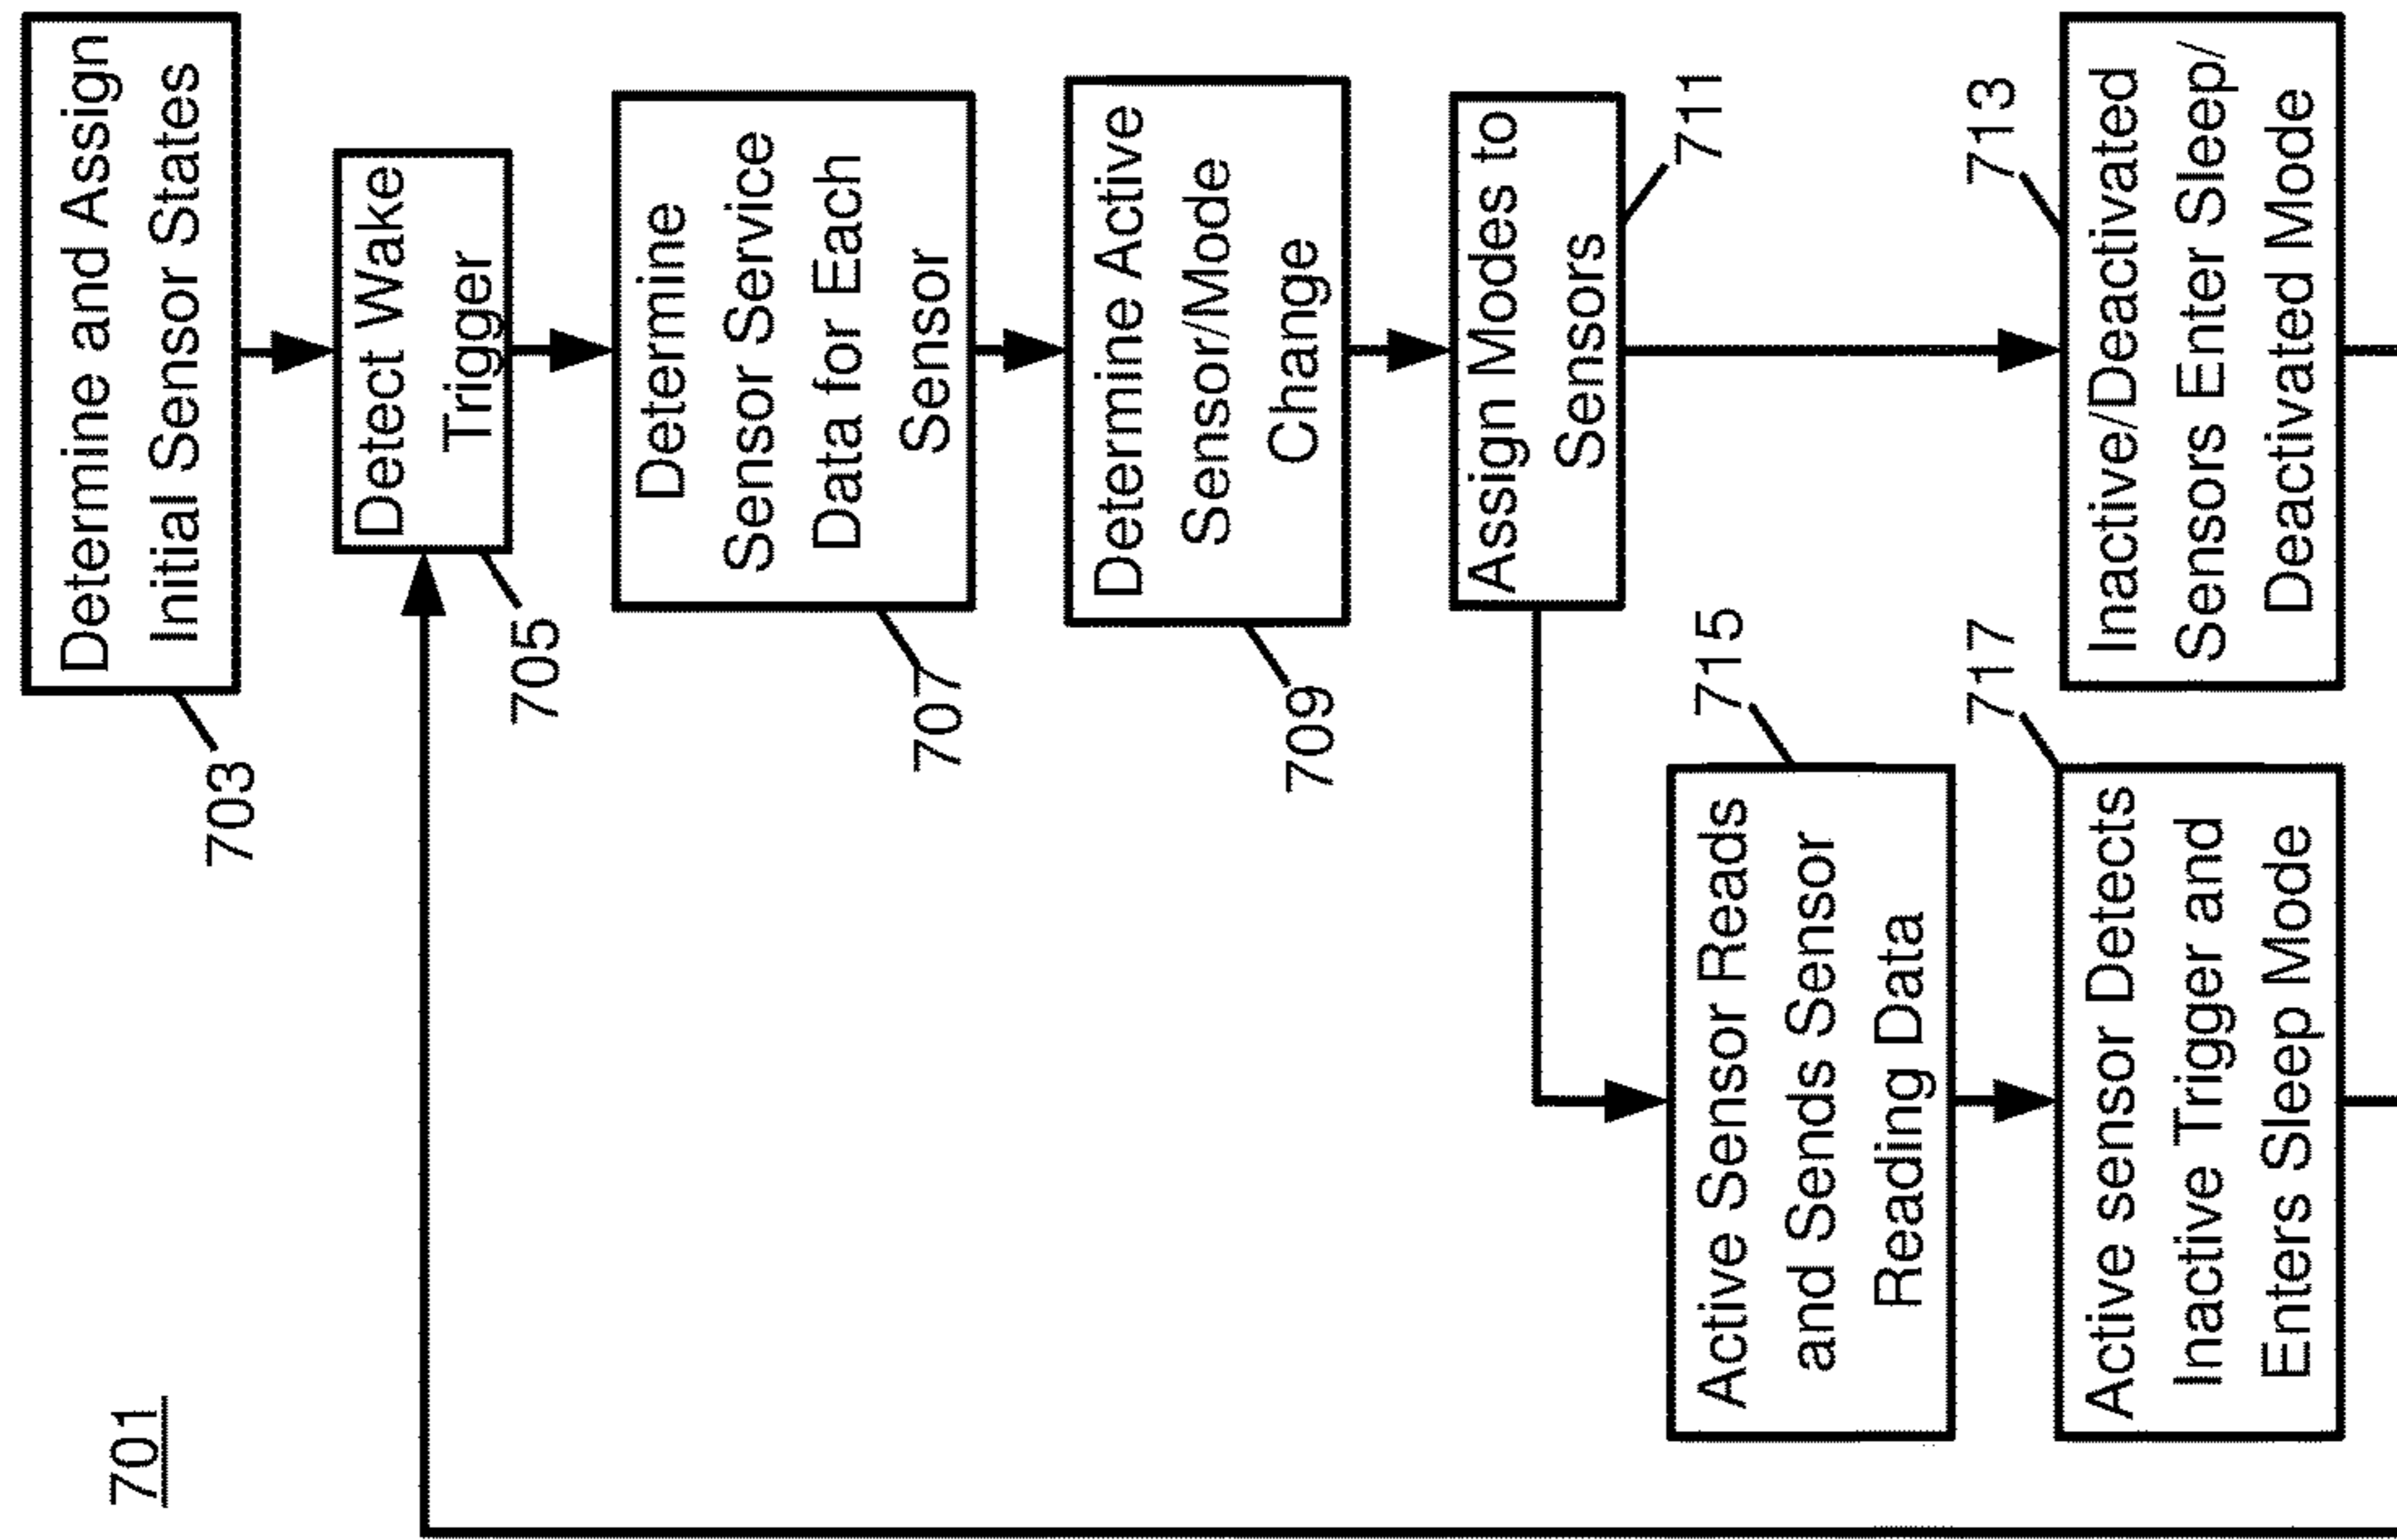 701
Determine and Assign
Initial Sensor States
703
Detect Wake
Trigger
705
Determine
Sensor Service
Data for Each
Sensor
707
Determine Active
Sensor/Mode
Change
709
Assign Modes to
Sensors
711
Active Sensor Reads
and Sends Sensor
Reading Data
715
Active sensor Detects
Inactive Trigger and
Enters Sleep Mode
717
Inactive/Deactivated
Sensors Enter Sleep/
Deactivated Mode
713